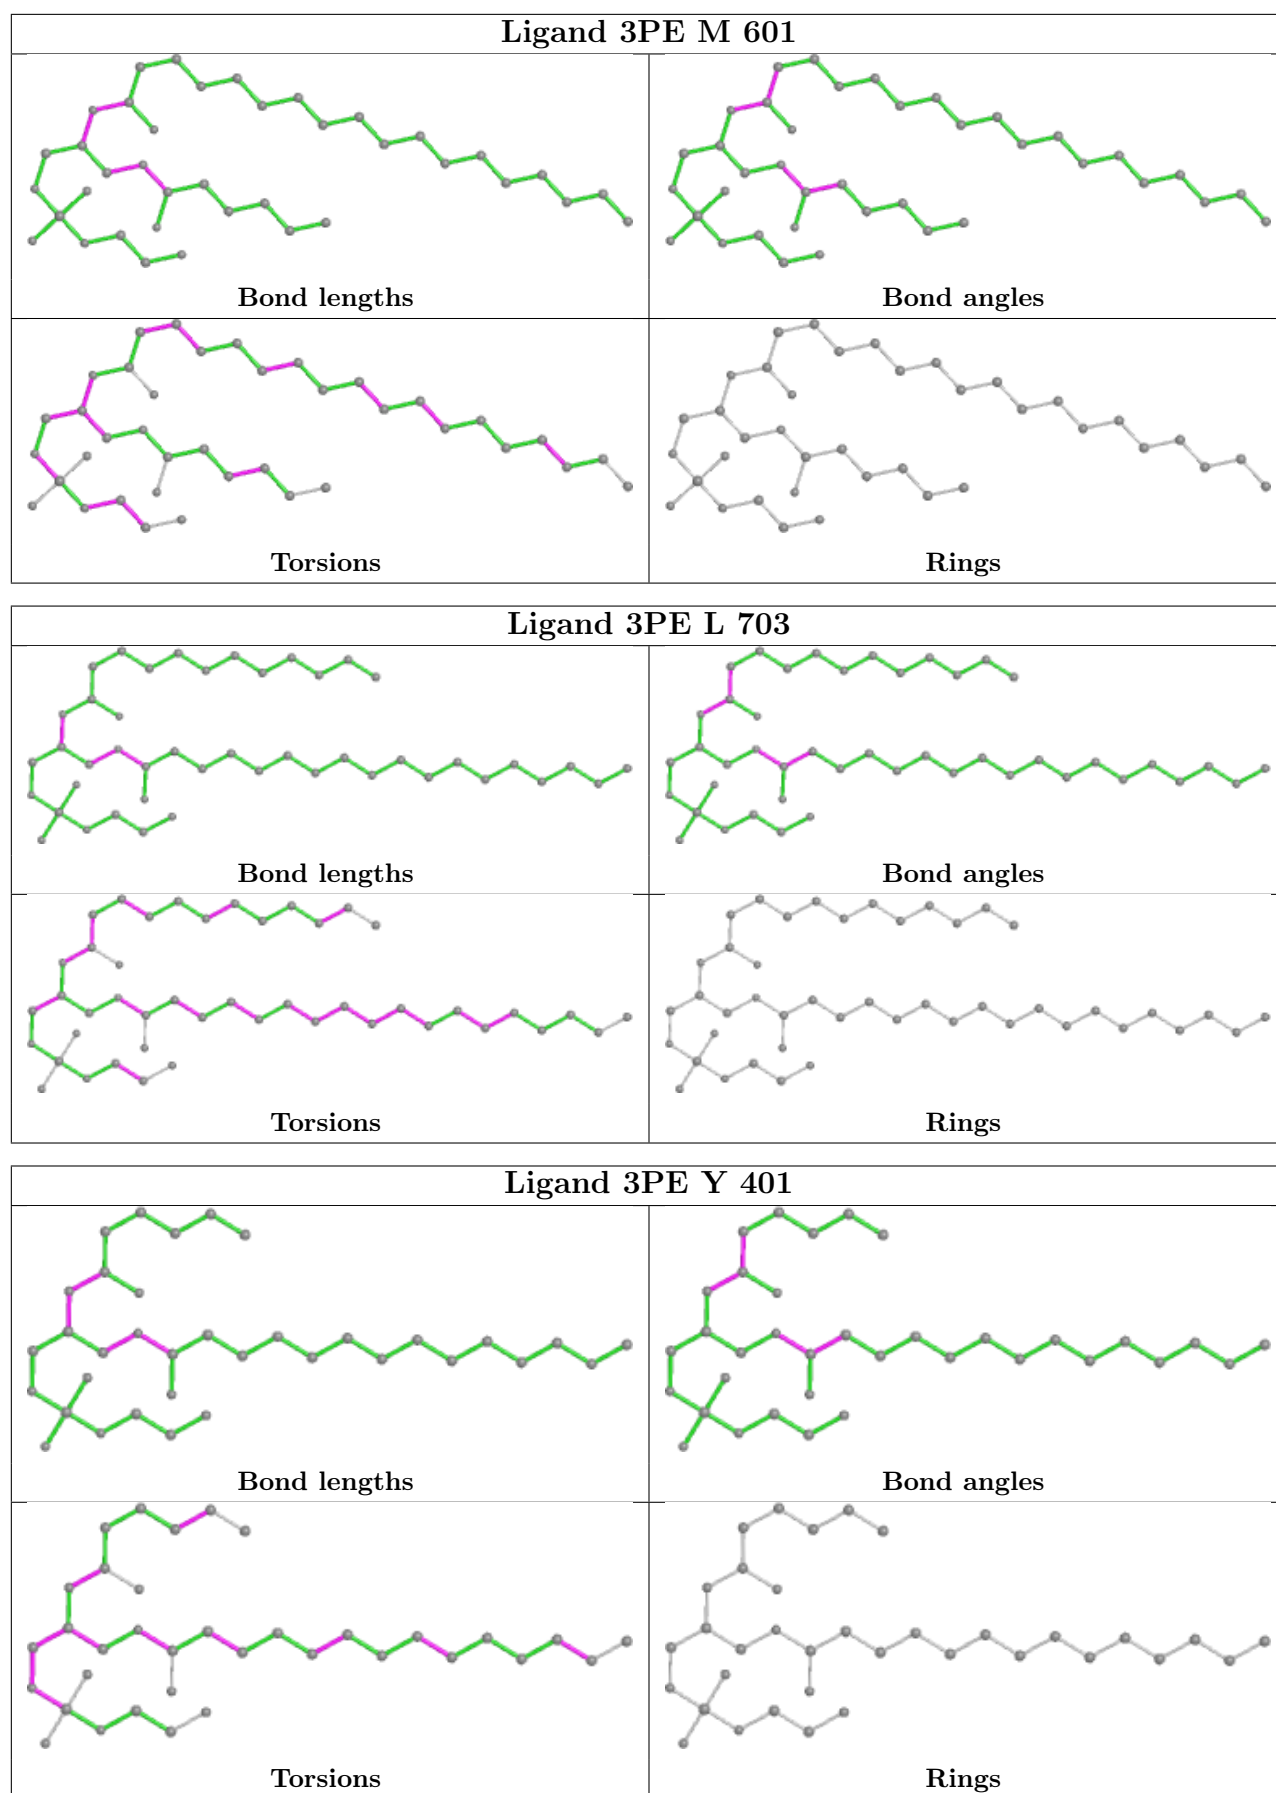 Ligand 3PE M 601
Bond lengths
Bond angles
Torsions
Rings
Ligand 3PE L 703
Bond lengths
Bond angles
Torsions
Rings
Ligand 3PE Y 401
Bond lengths
Bond angles
Torsions
Rings